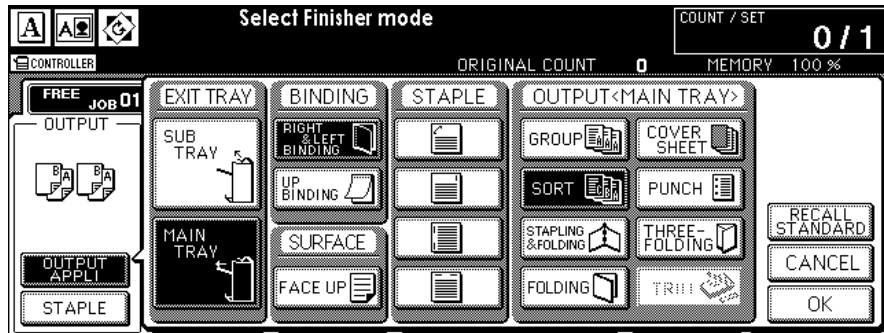 Select Finisher mode
COUNT / SET
0 / 1
CONTROLLER
ORIGINAL COUNT 0 MEMORY 100 %
FREE JOB 01
OUTPUT
B A B A
OUTPUT APPLI
STAPLE
EXIT TRAY
SUB TRAY
MAIN TRAY
BINDING
RIGHT &LEFT BINDING
UP BINDING
SURFACE
FACE UP
STAPLE
OUTPUT<MAIN TRAY>
GROUP
COVER SHEET
SORT
PUNCH
STAPLING &FOLDING
THREE-FOLDING
FOLDING
RECALL STANDARD
CANCEL
OK